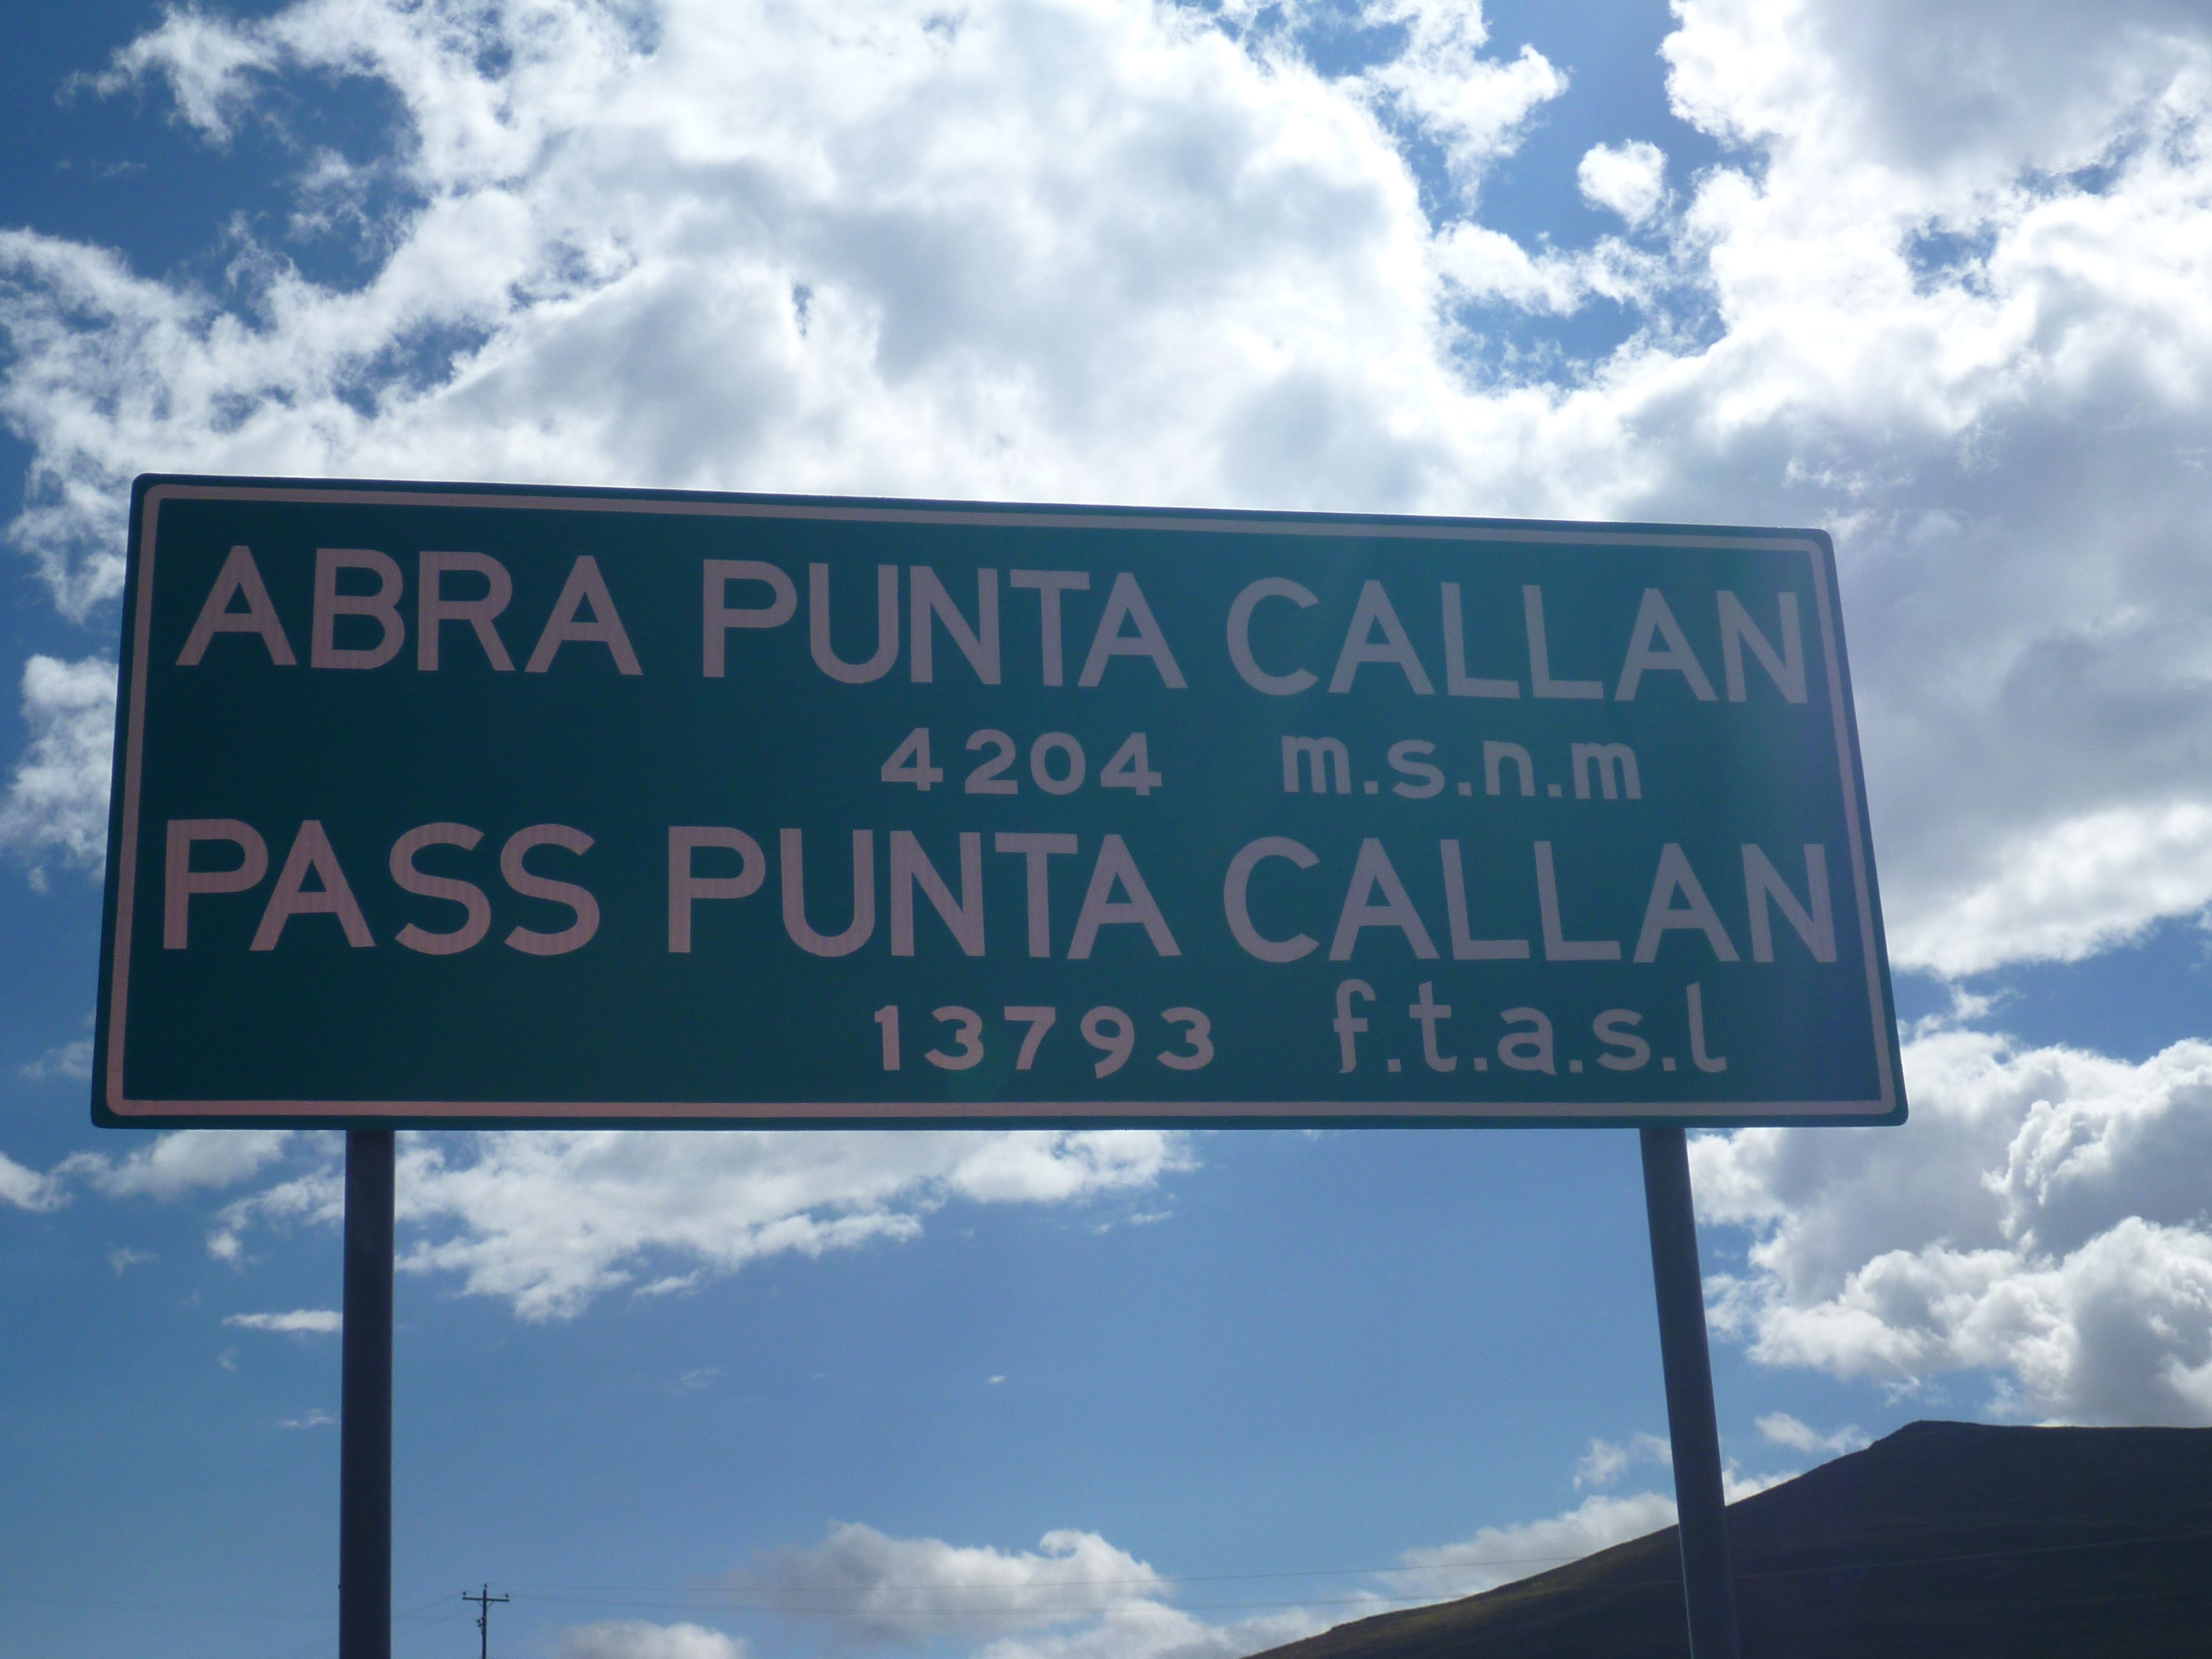 ABRA PUNTA CALLAN
4204 m.s.n.m
PASS PUNTA CALLAN
13793 f.t.a.s.l